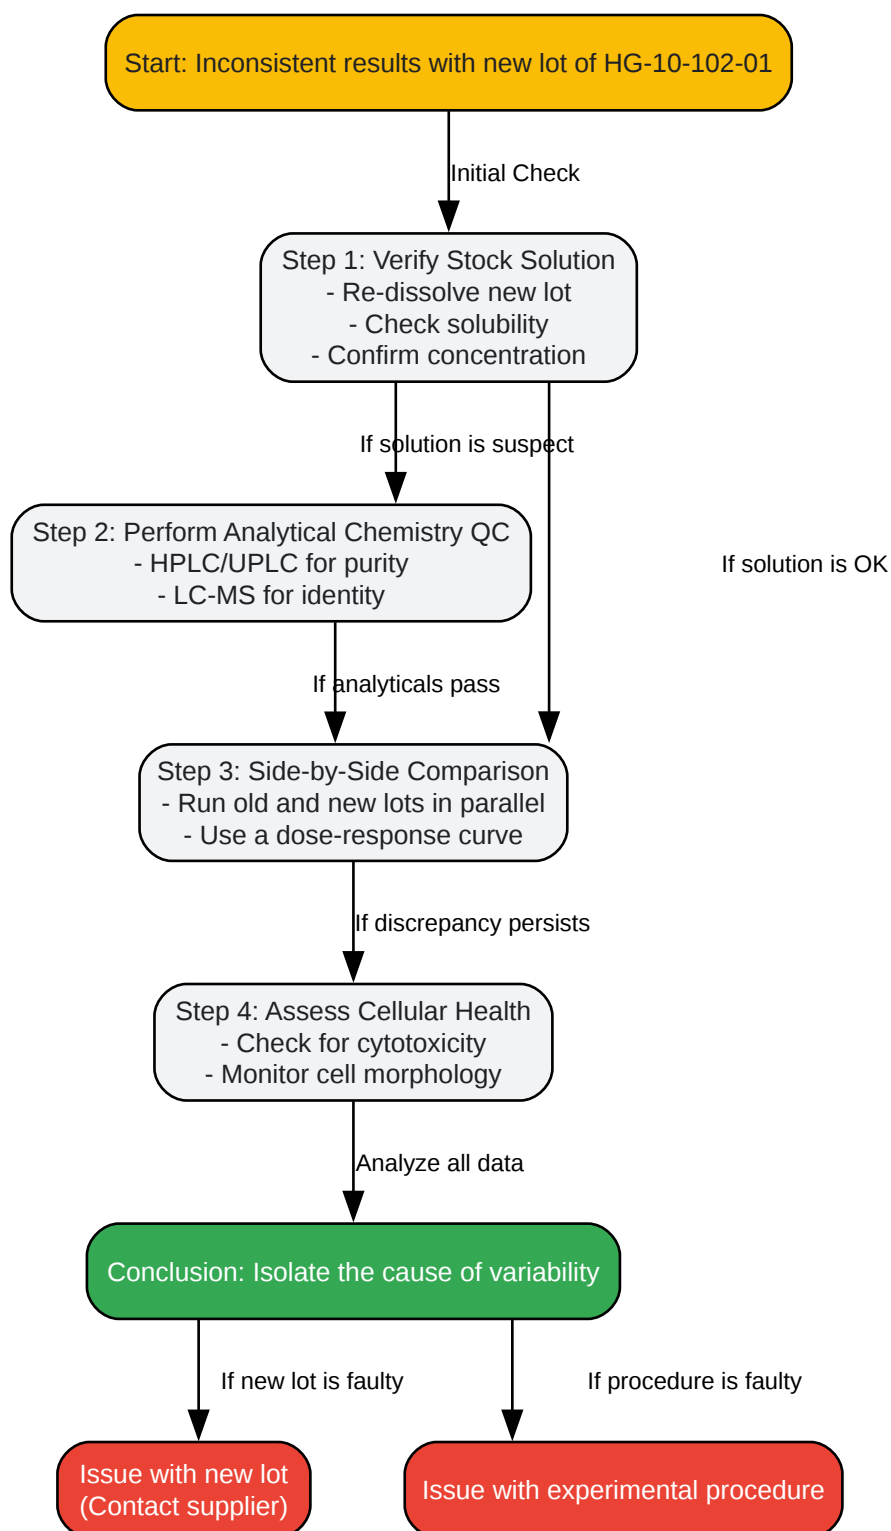 Start: Inconsistent results with new lot of HG-10-102-01
Initial Check
Step 1: Verify Stock Solution
- Re-dissolve new lot
- Check solubility
- Confirm concentration
If solution is suspect
Step 2: Perform Analytical Chemistry QC
- HPLC/UPLC for purity
- LC-MS for identity
If solution is OK
If analyticals pass
Step 3: Side-by-Side Comparison
- Run old and new lots in parallel
- Use a dose-response curve
If discrepancy persists
Step 4: Assess Cellular Health
- Check for cytotoxicity
- Monitor cell morphology
Analyze all data
Conclusion: Isolate the cause of variability
If new lot is faulty
If procedure is faulty
Issue with new lot
(Contact supplier)
Issue with experimental procedure